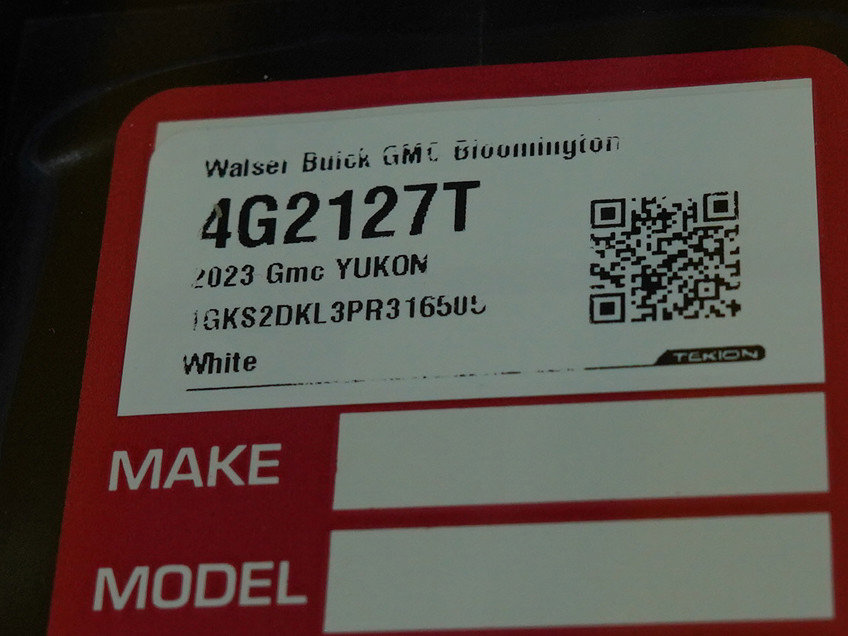 Walser Buick GMC Bloomington
4G2127T
2023 Gmc YUKON
1GKS2DKL3PR316505
White
TEKION
MAKE
MODEL